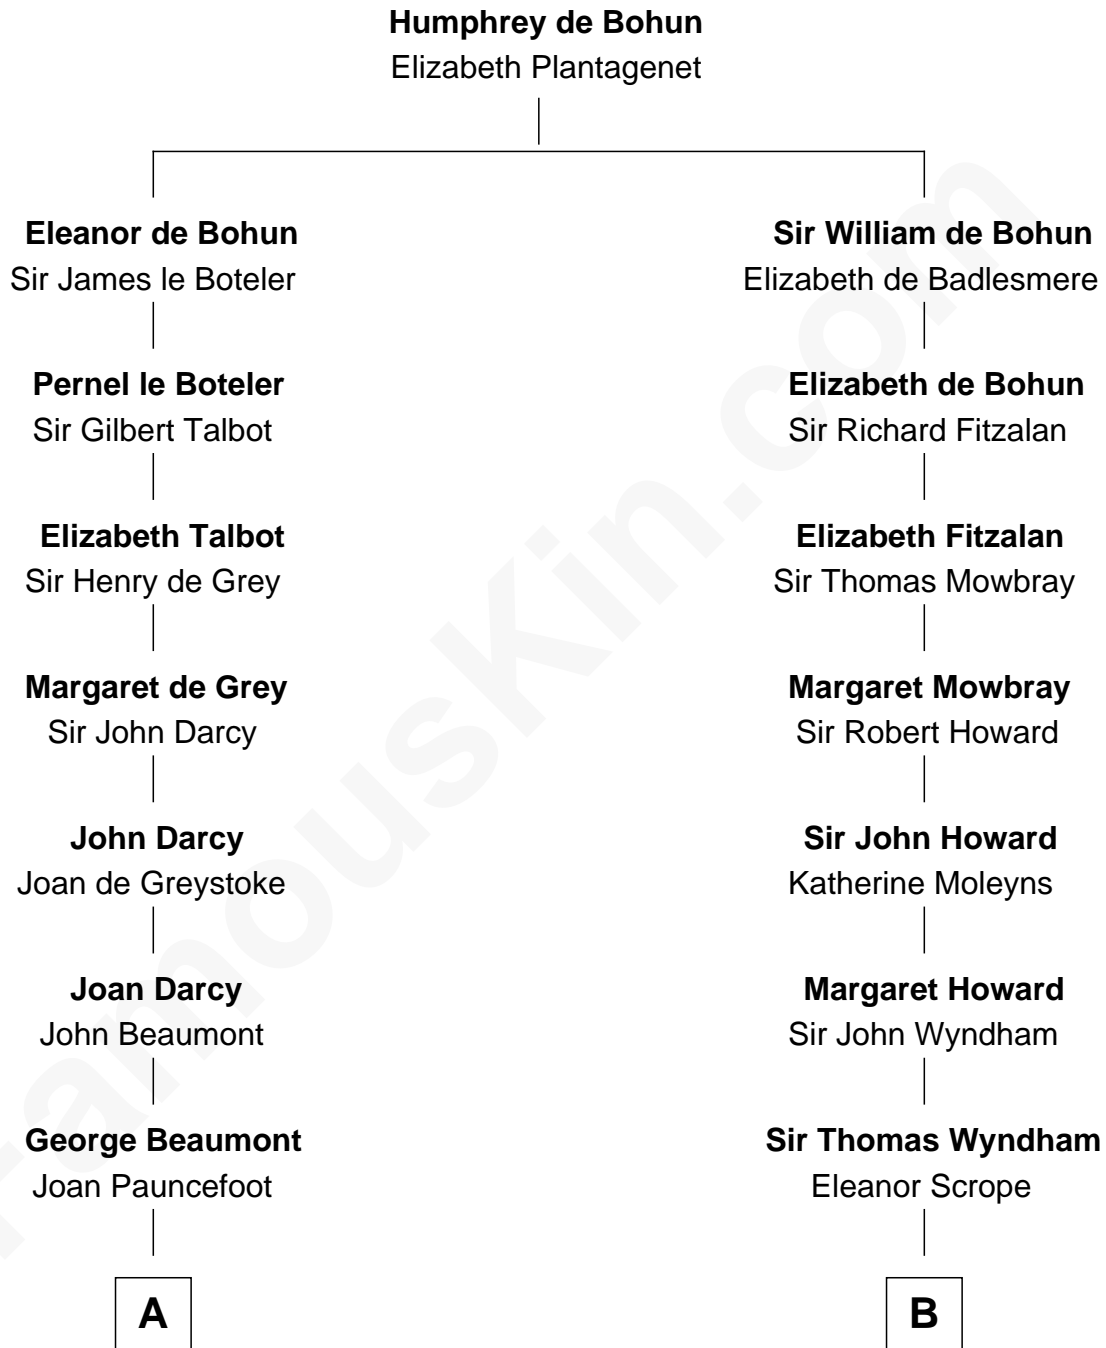 Humphrey de Bohun
Elizabeth Plantagenet
Eleanor de Bohun
Sir James le Boteler
Sir William de Bohun
Elizabeth de Badlesmere
Pernel le Boteler
Sir Gilbert Talbot
Elizabeth de Bohun
Sir Richard Fitzalan
Elizabeth Talbot
Sir Henry de Grey
Elizabeth Fitzalan
Sir Thomas Mowbray
Margaret de Grey
Sir John Darcy
Margaret Mowbray
Sir Robert Howard
John Darcy
Joan de Greystoke
Sir John Howard
Katherine Moleyns
Joan Darcy
John Beaumont
Margaret Howard
Sir John Wyndham
George Beaumont
Joan Pauncefoot
Sir Thomas Wyndham
Eleanor Scrope
A
B
FamousKin.com